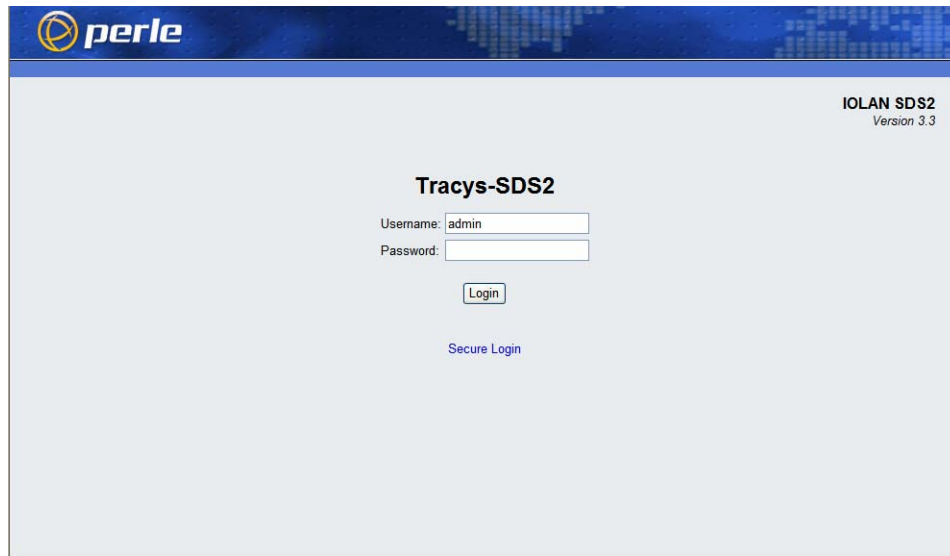 perle
IOLAN SDS2
Version 3.3
Tracys-SDS2
Username: admin
Password:
Login
Secure Login